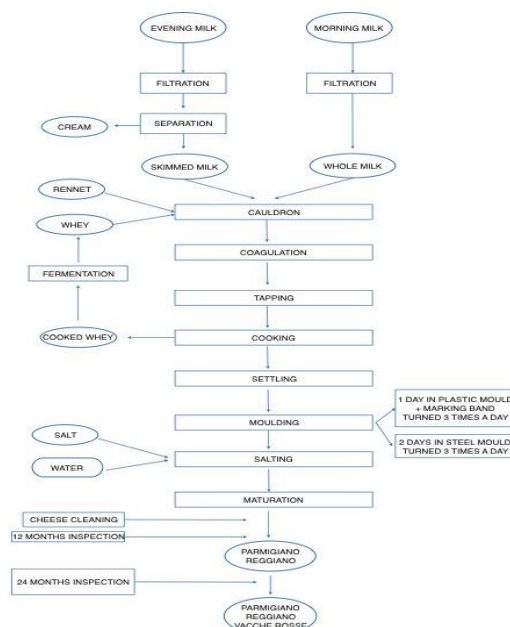 EVENING MILK
MORNING MILK
FILTRATION
FILTRATION
CREAM
SEPARATION
SKIMMED MILK
WHOLE MILK
RENNET
WHEY
CAULDRON
COAGULATION
FERMENTATION
TAPPING
COOKED WHEY
COOKING
SETTLING
1 DAY IN PLASTIC MOULD
+ MARKING BAND
TURNED 3 TIMES A DAY
MOULDING
2 DAYS IN STEEL MOULD
TURNED 3 TIMES A DAY
SALT
WATER
SALTING
MATURATION
CHEESE CLEANING
12 MONTHS INSPECTION
PARMIGIANO
REGGIANO
24 MONTHS INSPECTION
PARMIGIANO
REGGIANO
VACCHE ROSSE